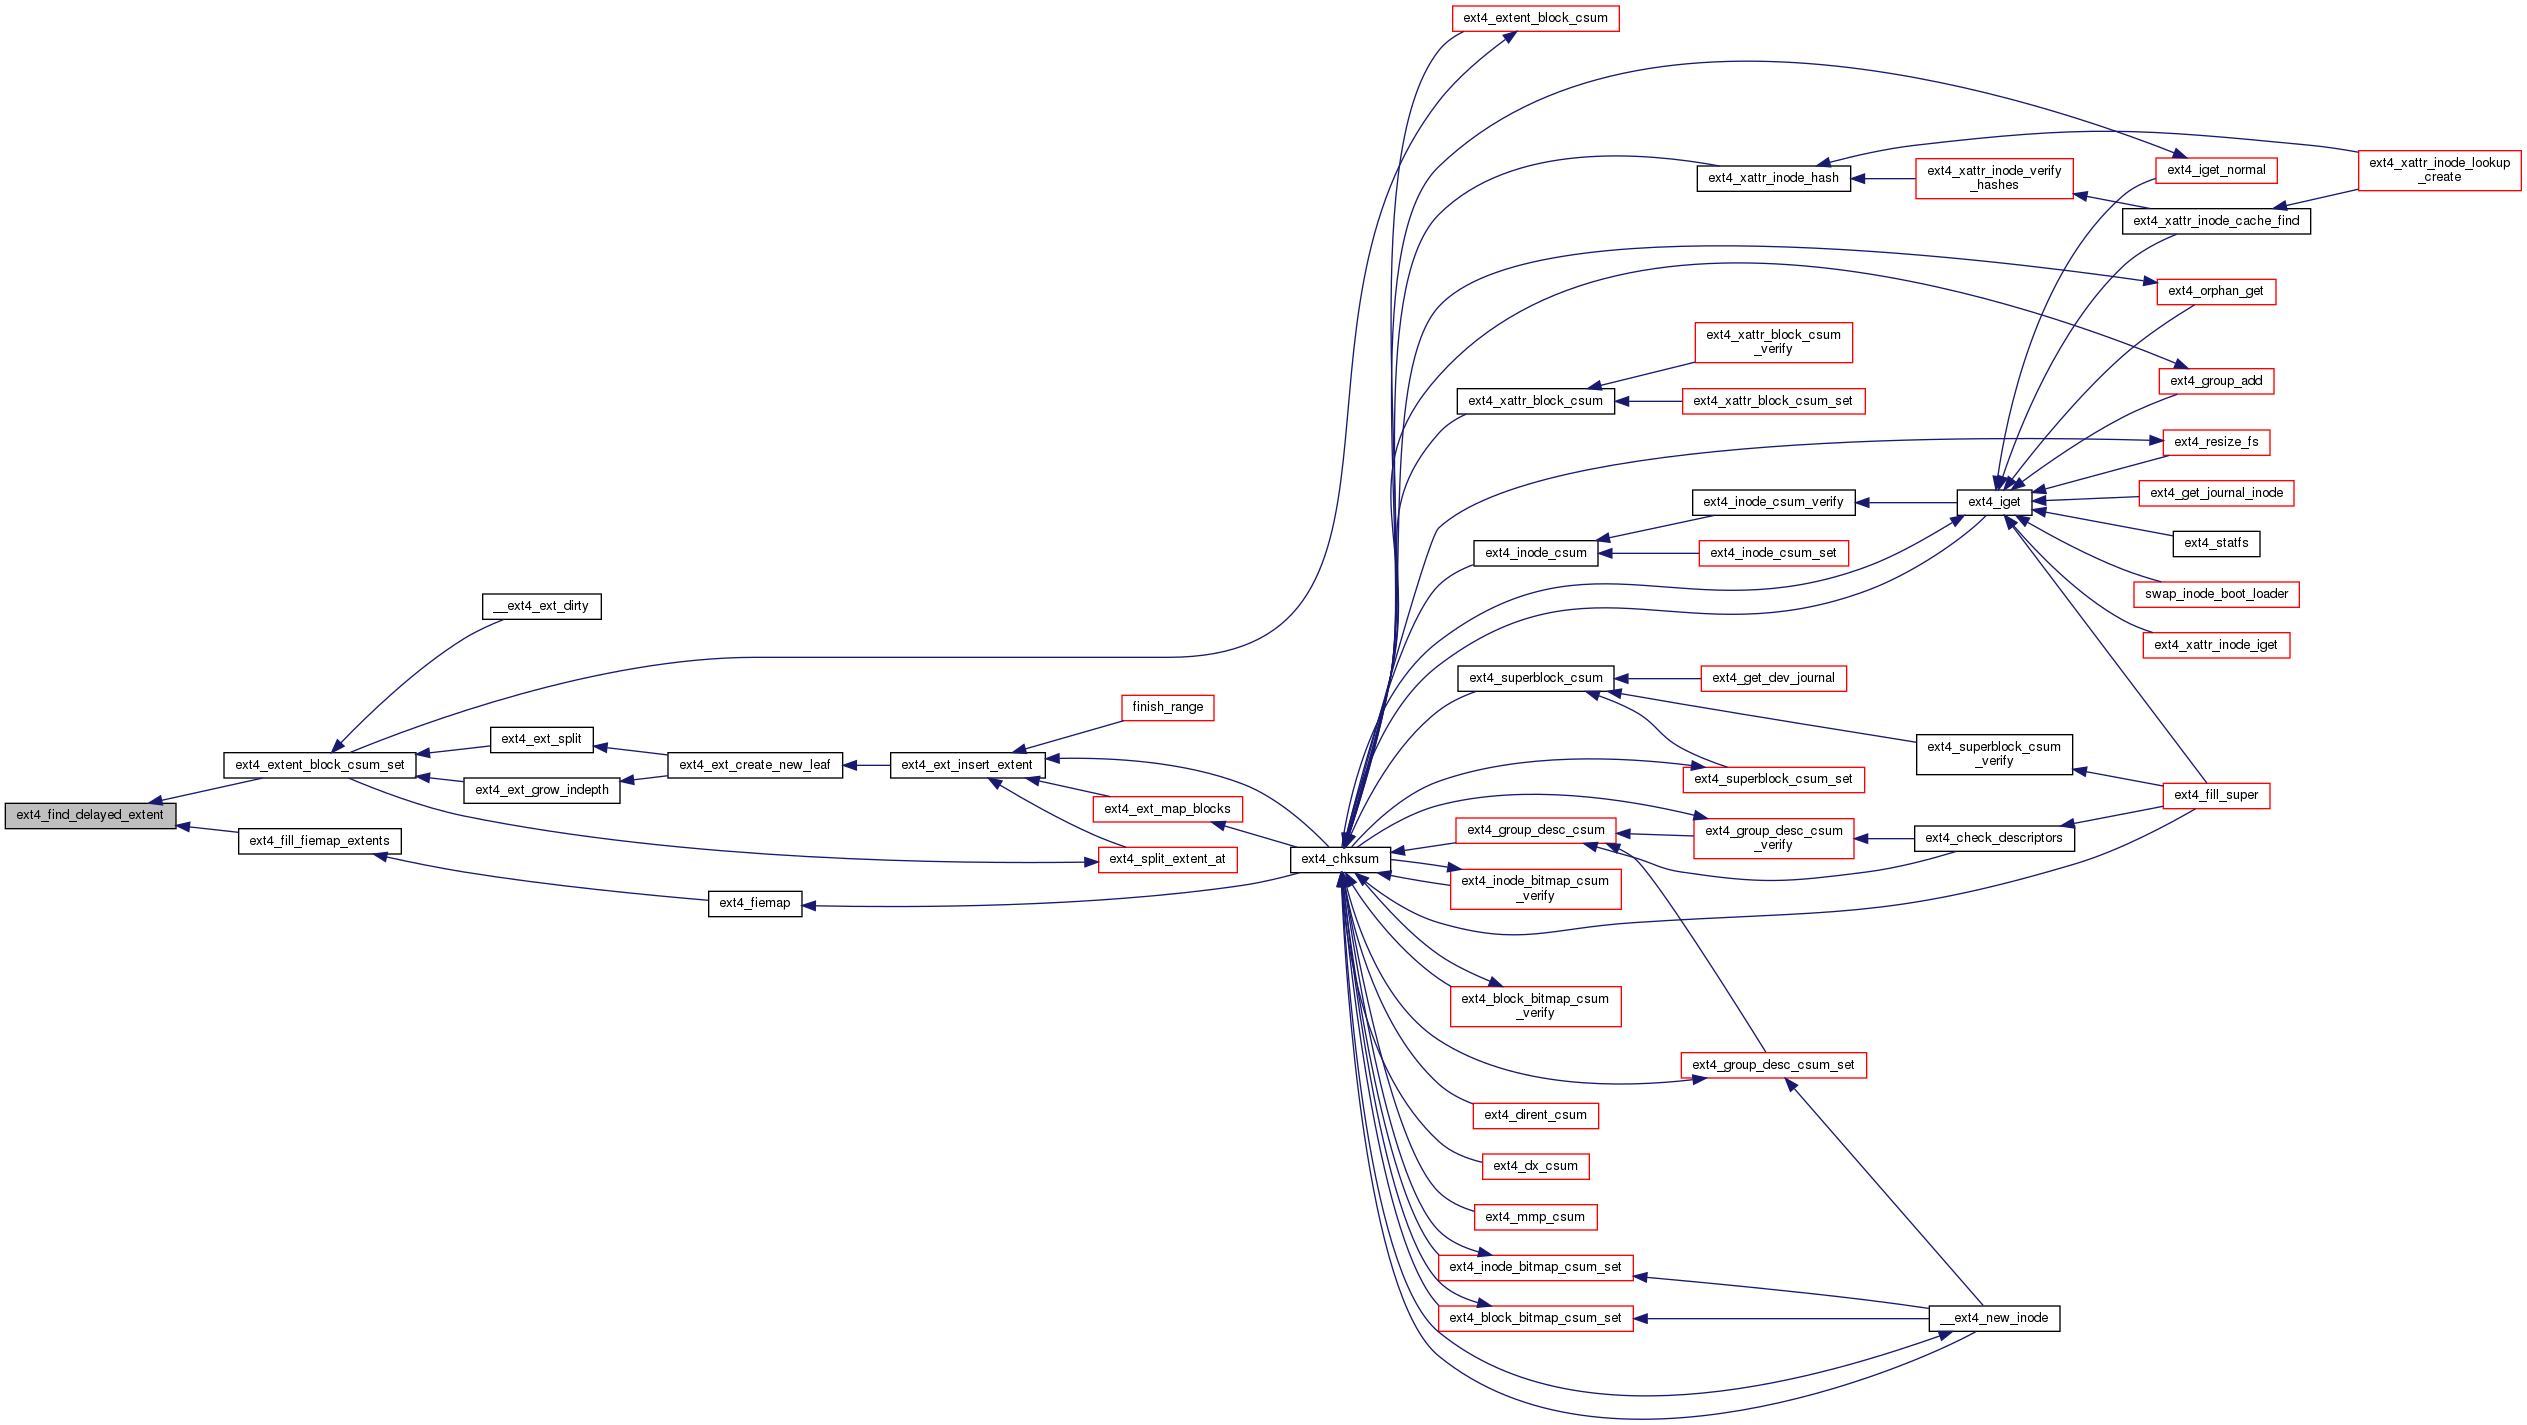 ext4_extent_block_csum
ext4_xattr_inode_lookup
_create
ext4_iget_normal
ext4_xattr_inode_verify
_hashes
ext4_xattr_inode_hash
ext4_xattr_inode_cache_find
ext4_orphan_get
ext4_xattr_block_csum
_verify
ext4_group_add
ext4_xattr_block_csum
ext4_xattr_block_csum_set
ext4_resize_fs
ext4_get_journal_inode
ext4_inode_csum_verify
ext4_iget
ext4_statfs
ext4_inode_csum
ext4_inode_csum_set
swap_inode_boot_loader
__ext4_ext_dirty
ext4_xattr_inode_iget
ext4_superblock_csum
ext4_get_dev_journal
finish_range
ext4_ext_split
ext4_superblock_csum
_verify
ext4_extent_block_csum_set
ext4_ext_create_new_leaf
ext4_ext_insert_extent
ext4_superblock_csum_set
ext4_ext_grow_indepth
ext4_fill_super
ext4_ext_map_blocks
ext4_find_delayed_extent
ext4_group_desc_csum
ext4_group_desc_csum
_verify
ext4_check_descriptors
ext4_fill_fiemap_extents
ext4_split_extent_at
ext4_chksum
ext4_inode_bitmap_csum
_verify
ext4_fiemap
ext4_block_bitmap_csum
_verify
ext4_group_desc_csum_set
ext4_dirent_csum
ext4_dx_csum
ext4_mmp_csum
ext4_inode_bitmap_csum_set
ext4_block_bitmap_csum_set
__ext4_new_inode